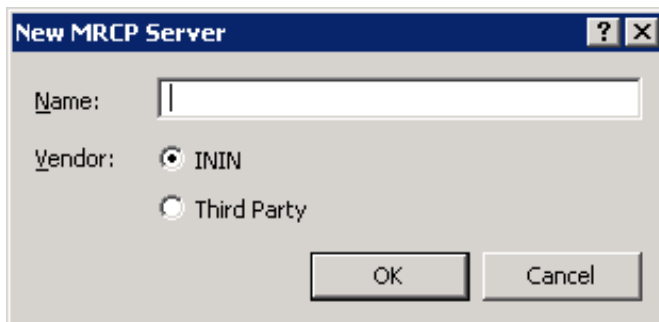 New MRCP Server
Name:
Vendor: ININ
Third Party
OK Cancel